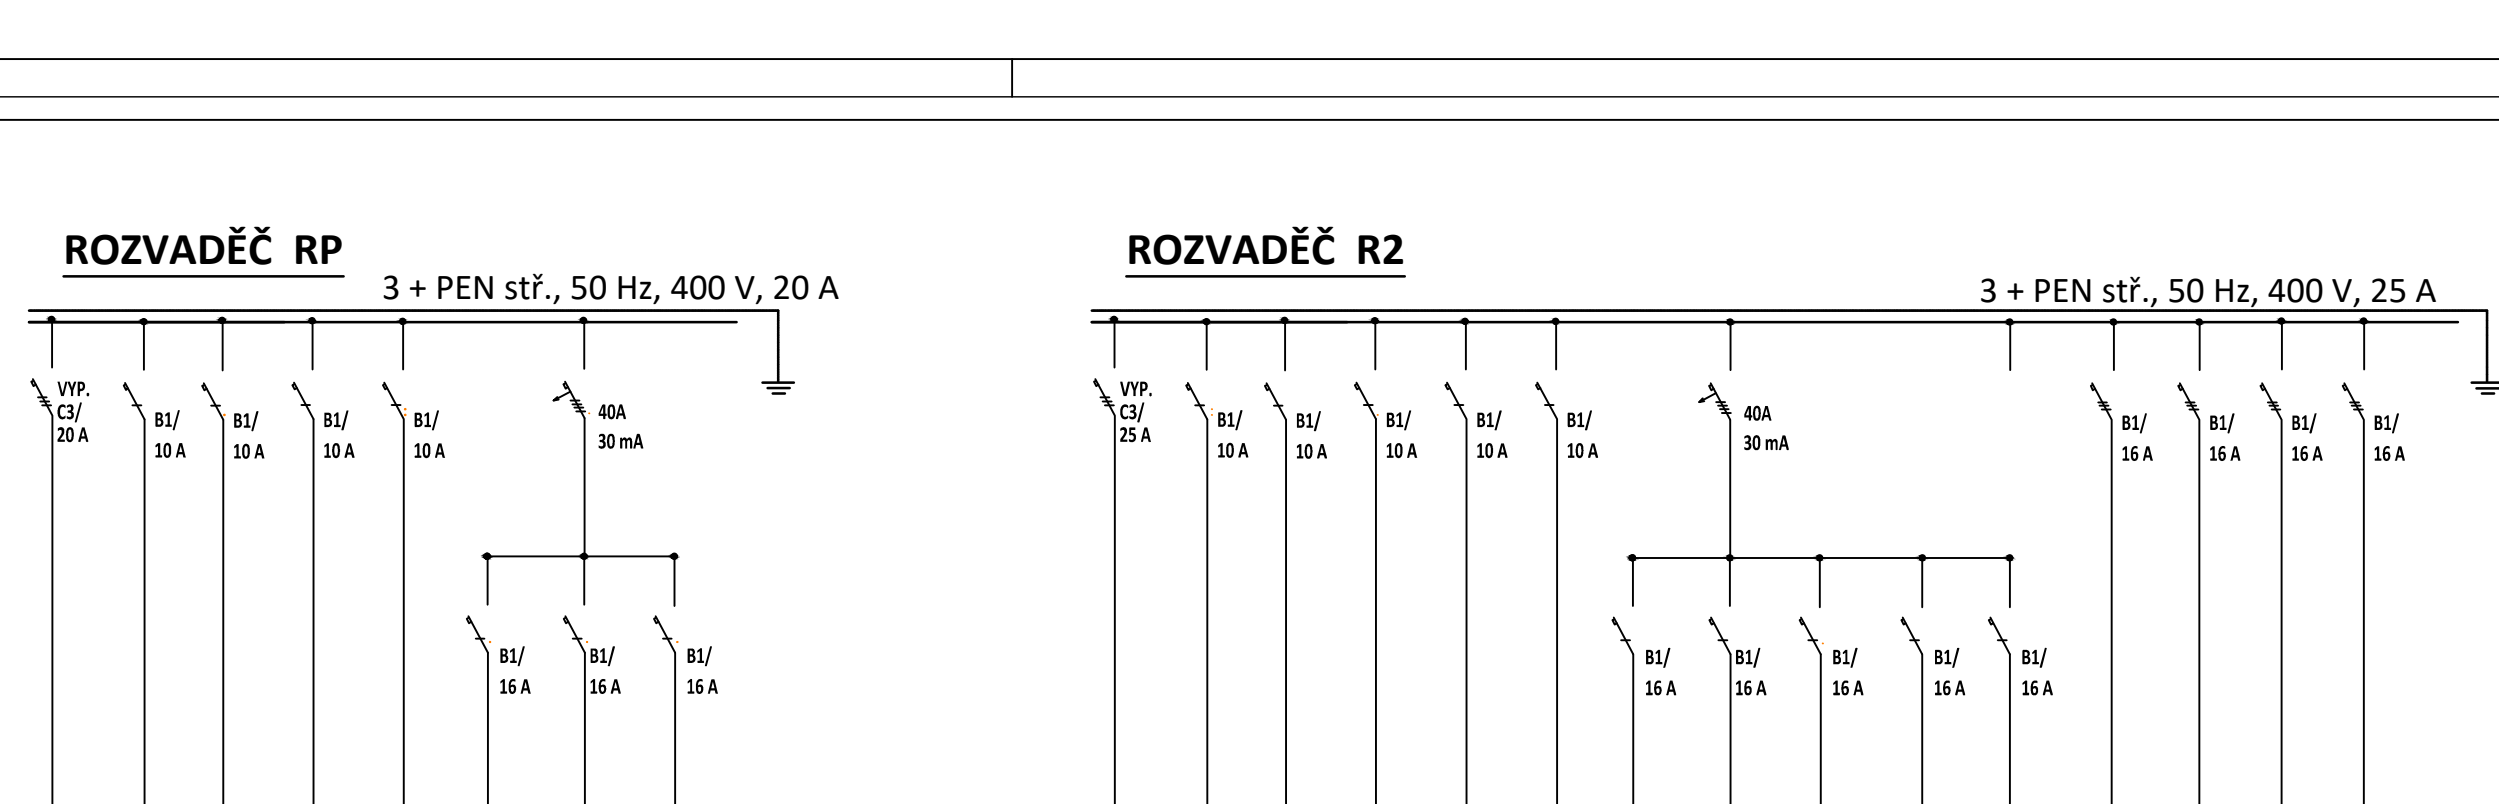 ROZVADĚČ RP
3 + PEN stř., 50 Hz, 400 V, 20 A
VYP.
C3/
20 A
B1/
10 A
B1/
10 A
B1/
10 A
B1/
10 A
40A
30 mA
B1/
16 A
B1/
16 A
B1/
16 A
ROZVADĚČ R2
3 + PEN stř., 50 Hz, 400 V, 25 A
VYP.
C3/
25 A
B1/
10 A
B1/
10 A
B1/
10 A
B1/
10 A
B1/
10 A
40A
30 mA
B1/
16 A
B1/
16 A
B1/
16 A
B1/
16 A
B1/
16 A
B1/
16 A
B1/
16 A
B1/
16 A
B1/
16 A